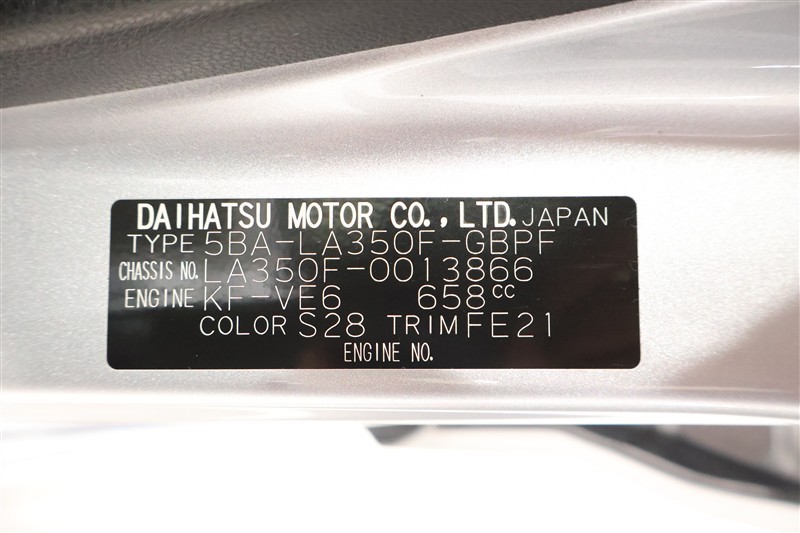 DAIHATSU MOTOR CO., LTD. JAPAN
TYPE 5BA-LA350F-GBPF
CHASSIS NO. LA350F-0013866
ENGINE KF-VE6 658cc
COLOR S28 TRIM FE21
ENGINE NO.